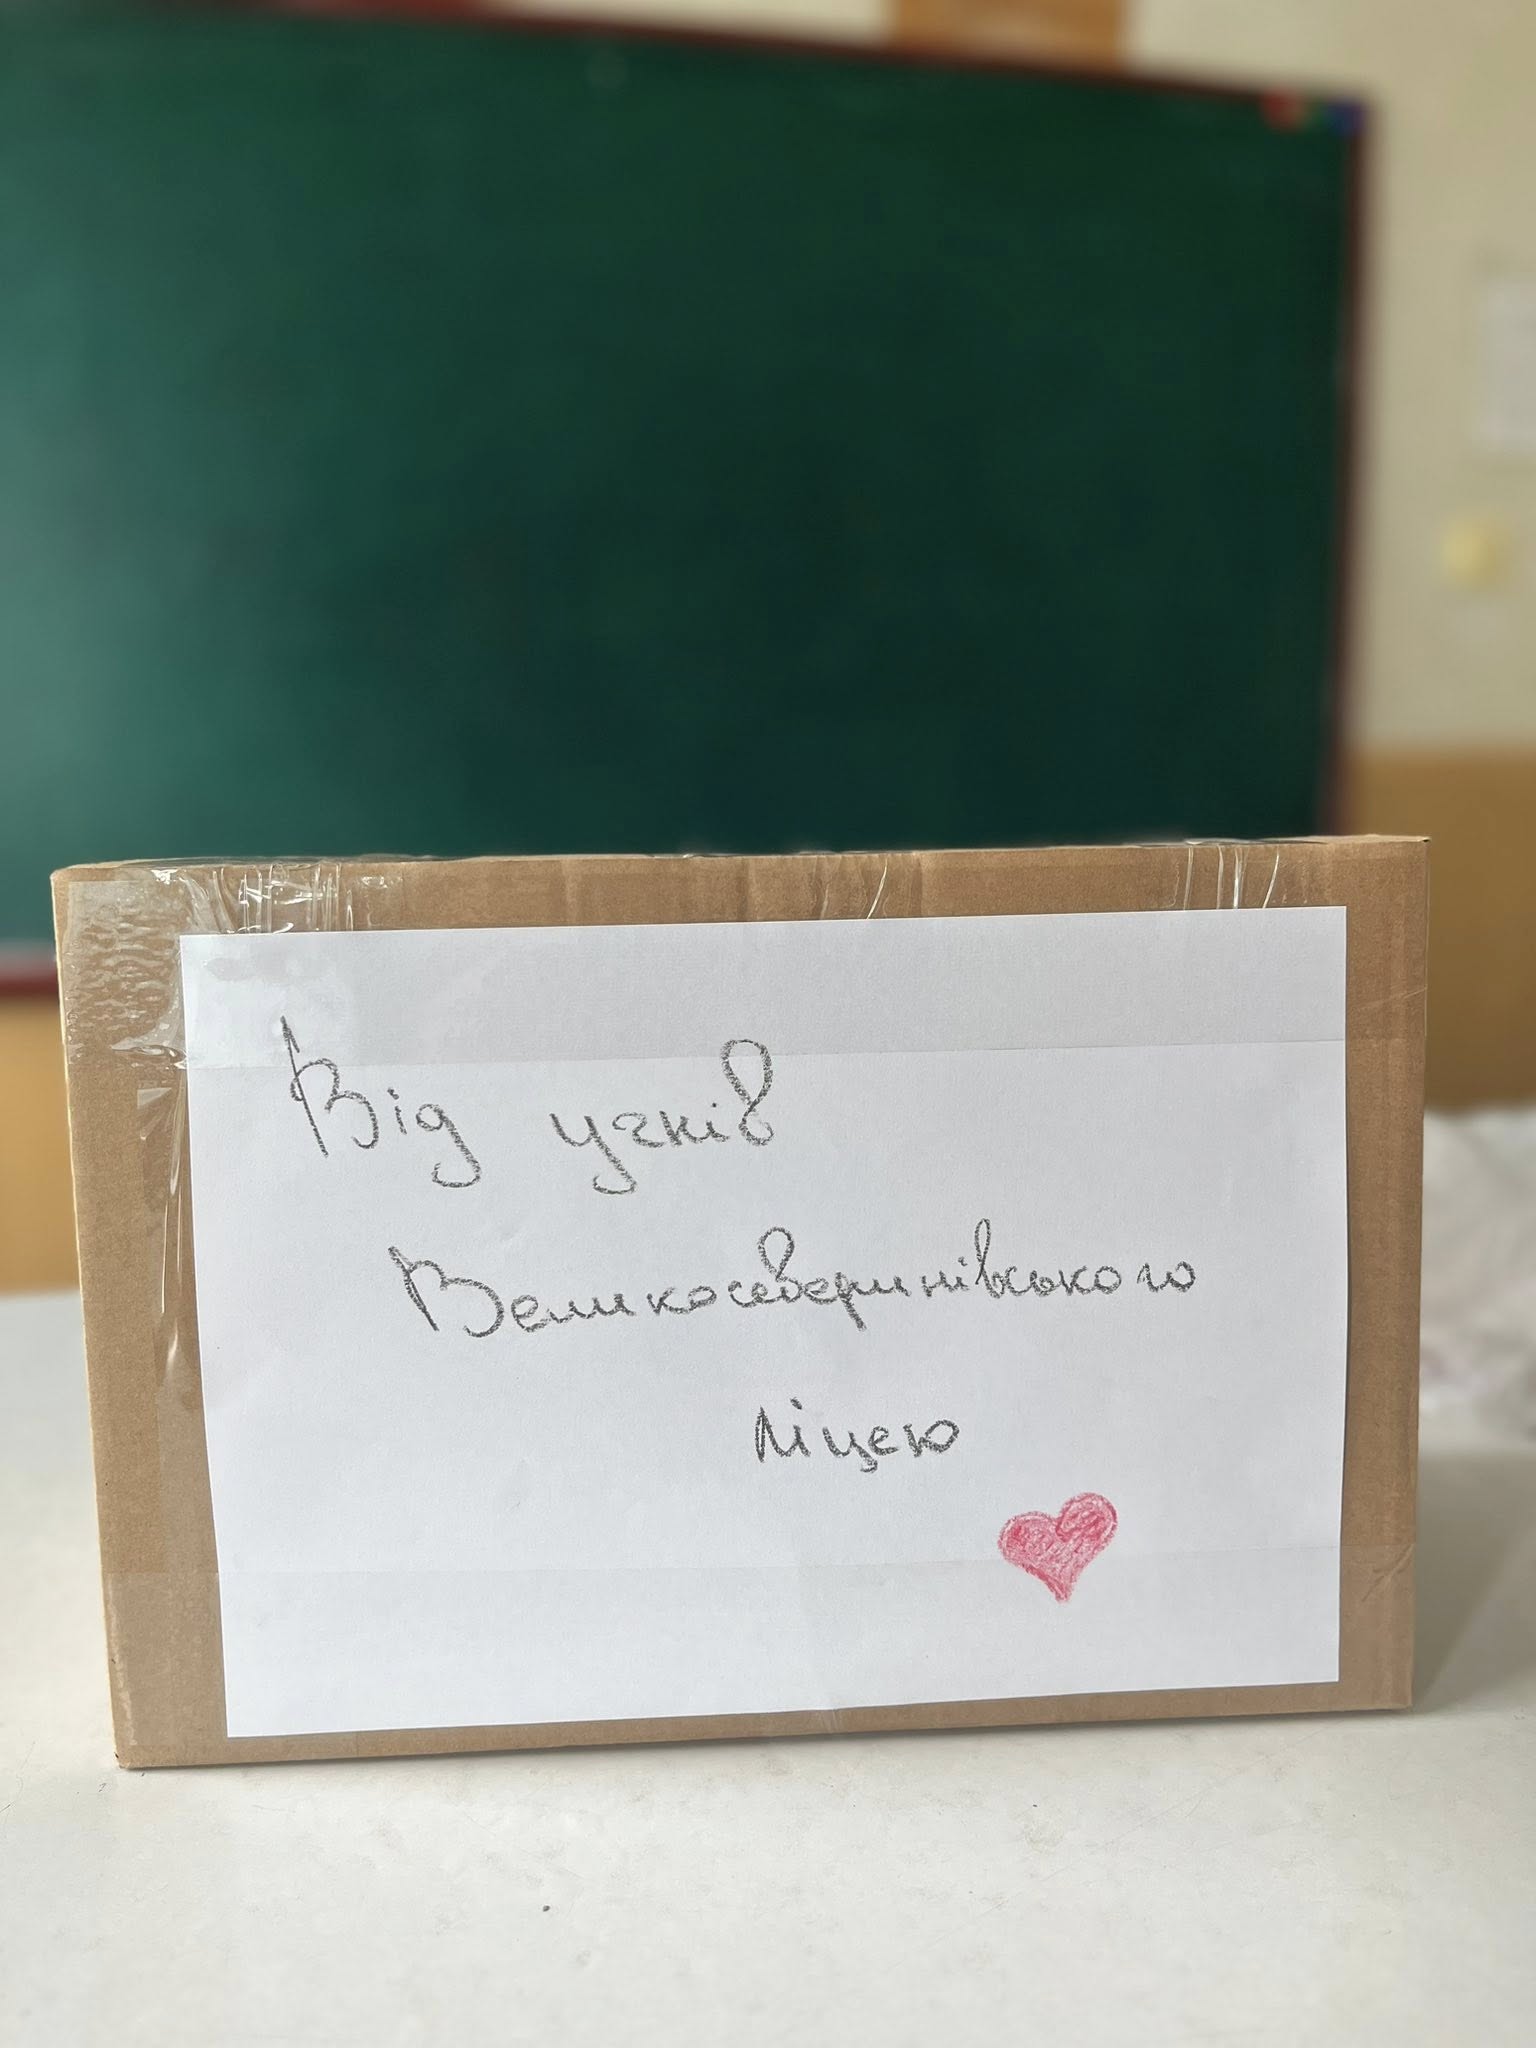 Від учнів
Великосеверинівського
ліцею